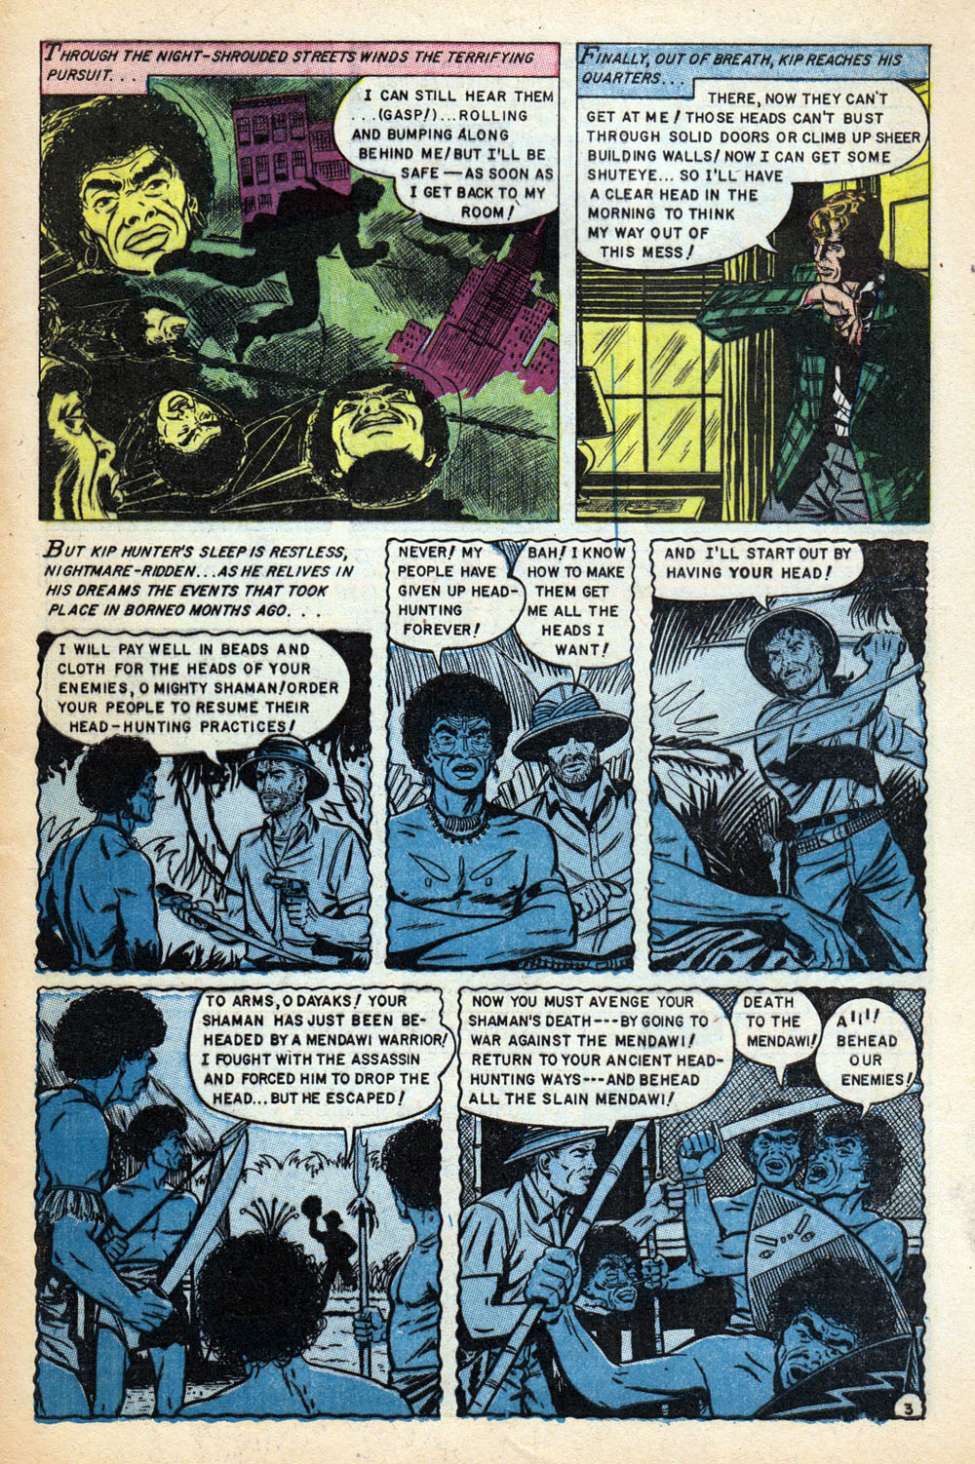 THROUGH THE NIGHT-SHROUDED STREETS WINDS THE TERRIFYING
PURSUIT...
I CAN STILL HEAR THEM
...(GASP!)...ROLLING
AND BUMPING ALONG
BEHIND ME! BUT I'LL BE
SAFE — AS SOON AS
I GET BACK TO MY
ROOM!
FINALLY, OUT OF BREATH, KIP REACHES HIS
QUARTERS...
THERE, NOW THEY CAN'T
GET AT ME! THOSE HEADS CAN'T BUST
THROUGH SOLID DOORS OR CLIMB UP SHEER
BUILDING WALLS! NOW I CAN GET SOME
SHUTEYE... SO I'LL HAVE
A CLEAR HEAD IN THE
MORNING TO THINK
MY WAY OUT OF
THIS MESS!
BUT KIP HUNTER'S SLEEP IS RESTLESS,
NIGHTMARE-RIDDEN...AS HE RELIVES IN
HIS DREAMS THE EVENTS THAT TOOK
PLACE IN BORNEO MONTHS AGO...
I WILL PAY WELL IN BEADS AND
CLOTH FOR THE HEADS OF YOUR
ENEMIES, O MIGHTY SHAMAN! ORDER
YOUR PEOPLE TO RESUME THEIR
HEAD-HUNTING PRACTICES!
NEVER! MY
PEOPLE HAVE
GIVEN UP HEAD-
HUNTING
FOREVER!
BAH! I KNOW
HOW TO MAKE
THEM GET
ME ALL THE
HEADS I
WANT!
AND I'LL START OUT BY
HAVING YOUR HEAD!
TO ARMS, O DAYAKS! YOUR
SHAMAN HAS JUST BEEN BE-
HEADED BY A MENDAWI WARRIOR!
I FOUGHT WITH THE ASSASSIN
AND FORCED HIM TO DROP THE
HEAD... BUT HE ESCAPED!
NOW YOU MUST AVENGE YOUR
SHAMAN'S DEATH---BY GOING TO
WAR AGAINST THE MENDAWI!
RETURN TO YOUR ANCIENT HEAD-
HUNTING WAYS---AND BEHEAD
ALL THE SLAIN MENDAWI!
DEATH
TO THE
MENDAWI!
AIII!
BEHEAD
OUR
ENEMIES!
3